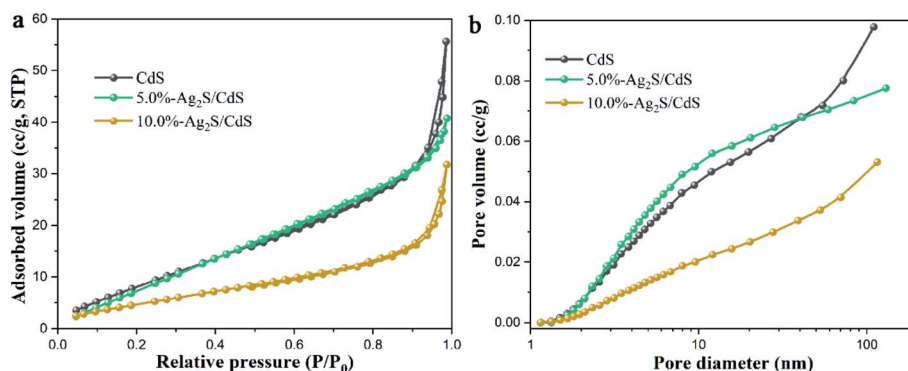 a
60
50
40
30
20
10
0
Adsorbed volume (cc/g, STP)
CdS
5.0%-Ag₂S/CdS
10.0%-Ag₂S/CdS
0.0 0.2 0.4 0.6 0.8 1.0
Relative pressure (P/P₀)
b
0.10
0.08
0.06
0.04
0.02
0.00
Pore volume (cc/g)
CdS
5.0%-Ag₂S/CdS
10.0%-Ag₂S/CdS
1 10 100
Pore diameter (nm)